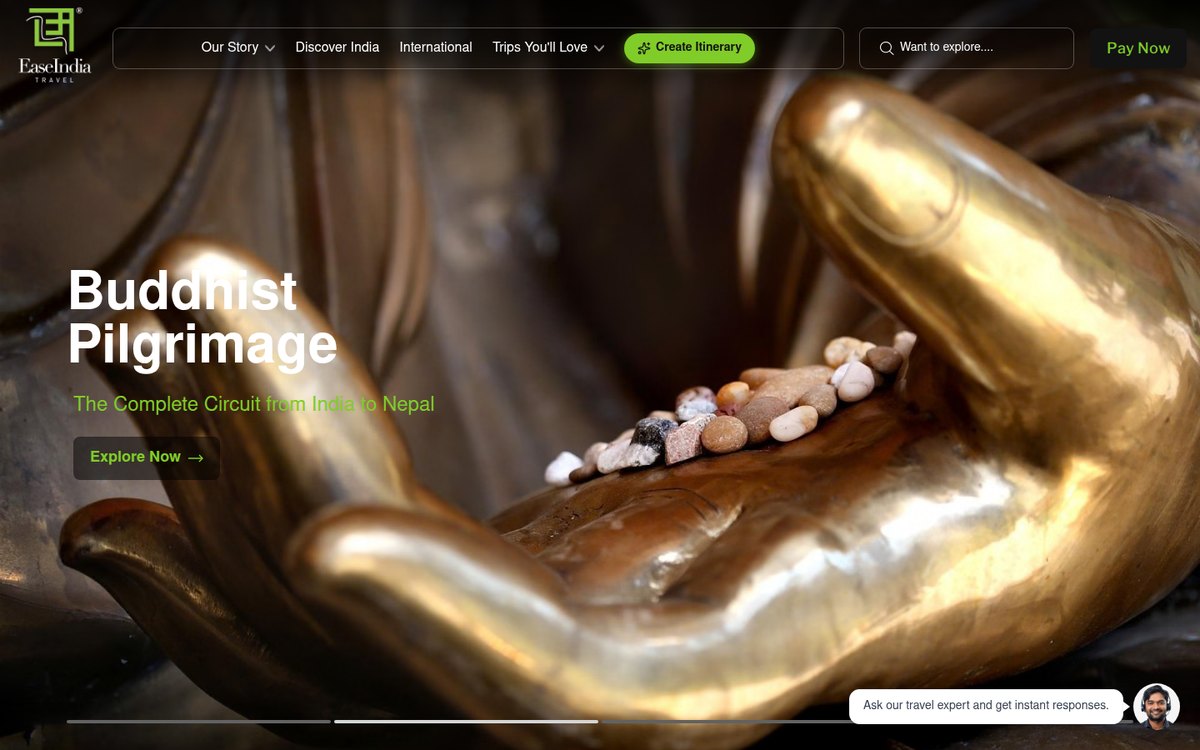 EaseIndia
TRAVEL
Our Story
Discover India
International
Trips You'll Love
Create Itinerary
Want to explore....
Pay Now
Buddhist
Pilgrimage
The Complete Circuit from India to Nepal
Explore Now →
Ask our travel expert and get instant responses.